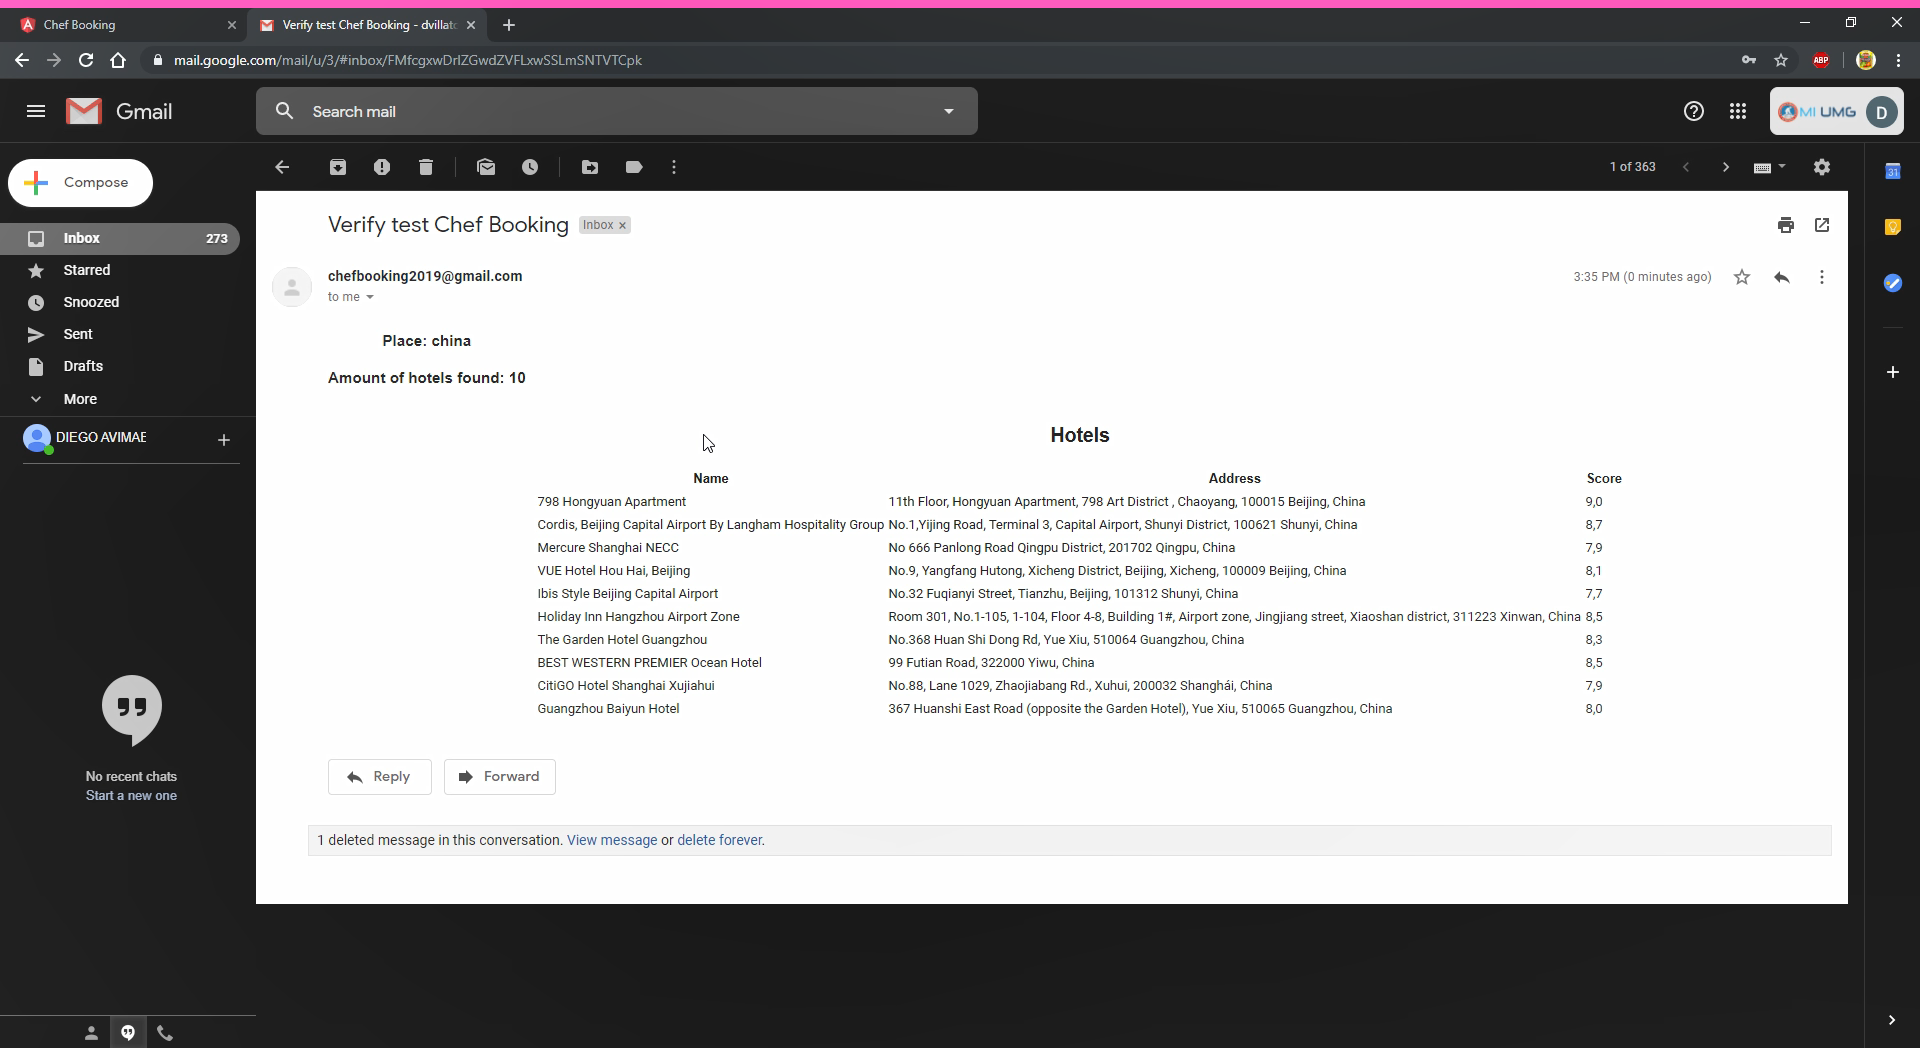 Chef Booking
Verify test Chef Booking - dvillato
mail.google.com/mail/u/3/#inbox/FMfcgxwDrlZGwdZVFLxwSSLmSNTVTCpk
ABP
Gmail
Search mail
MI UMG
D
Compose
1 of 363
31
Inbox 273
Starred
Snoozed
Sent
Drafts
More
DIEGO AVIMAE
No recent chats
Start a new one
Verify test Chef Booking Inbox x
chefbooking2019@gmail.com
3:35 PM (0 minutes ago)
to me
Place: china
Amount of hotels found: 10
Hotels
Name Address Score
798 Hongyuan Apartment 11th Floor, Hongyuan Apartment, 798 Art District , Chaoyang, 100015 Beijing, China 9,0
Cordis, Beijing Capital Airport By Langham Hospitality Group No.1,Yijing Road, Terminal 3, Capital Airport, Shunyi District, 100621 Shunyi, China 8,7
Mercure Shanghai NECC No 666 Panlong Road Qingpu District, 201702 Qingpu, China 7,9
VUE Hotel Hou Hai, Beijing No.9, Yangfang Hutong, Xicheng District, Beijing, Xicheng, 100009 Beijing, China 8,1
Ibis Style Beijing Capital Airport No.32 Fuqianyi Street, Tianzhu, Beijing, 101312 Shunyi, China 7,7
Holiday Inn Hangzhou Airport Zone Room 301, No.1-105, 1-104, Floor 4-8, Building 1#, Airport zone, Jingjiang street, Xiaoshan district, 311223 Xinwan, China 8,5
The Garden Hotel Guangzhou No.368 Huan Shi Dong Rd, Yue Xiu, 510064 Guangzhou, China 8,3
BEST WESTERN PREMIER Ocean Hotel 99 Futian Road, 322000 Yiwu, China 8,5
CitiGO Hotel Shanghai Xujiahui No.88, Lane 1029, Zhaojiabang Rd., Xuhui, 200032 Shanghái, China 7,9
Guangzhou Baiyun Hotel 367 Huanshi East Road (opposite the Garden Hotel), Yue Xiu, 510065 Guangzhou, China 8,0
Reply Forward
1 deleted message in this conversation. View message or delete forever.